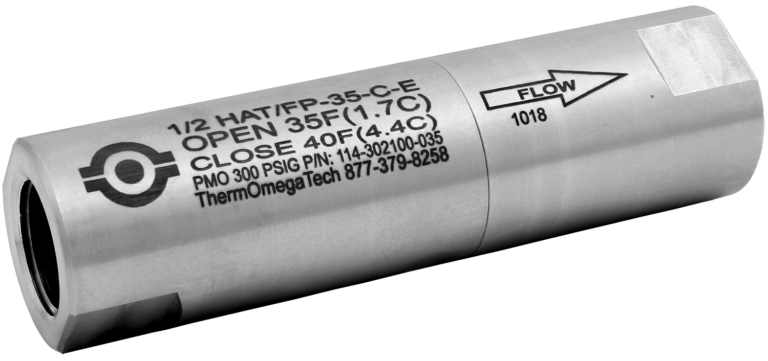 1/2 HAT/FP-35-C-E
OPEN 35F(1.7C)
CLOSE 40F(4.4C)
PMO 300 PSIG P/N: 114-302100-035
ThermOmegaTech 877-379-8258
FLOW
1018